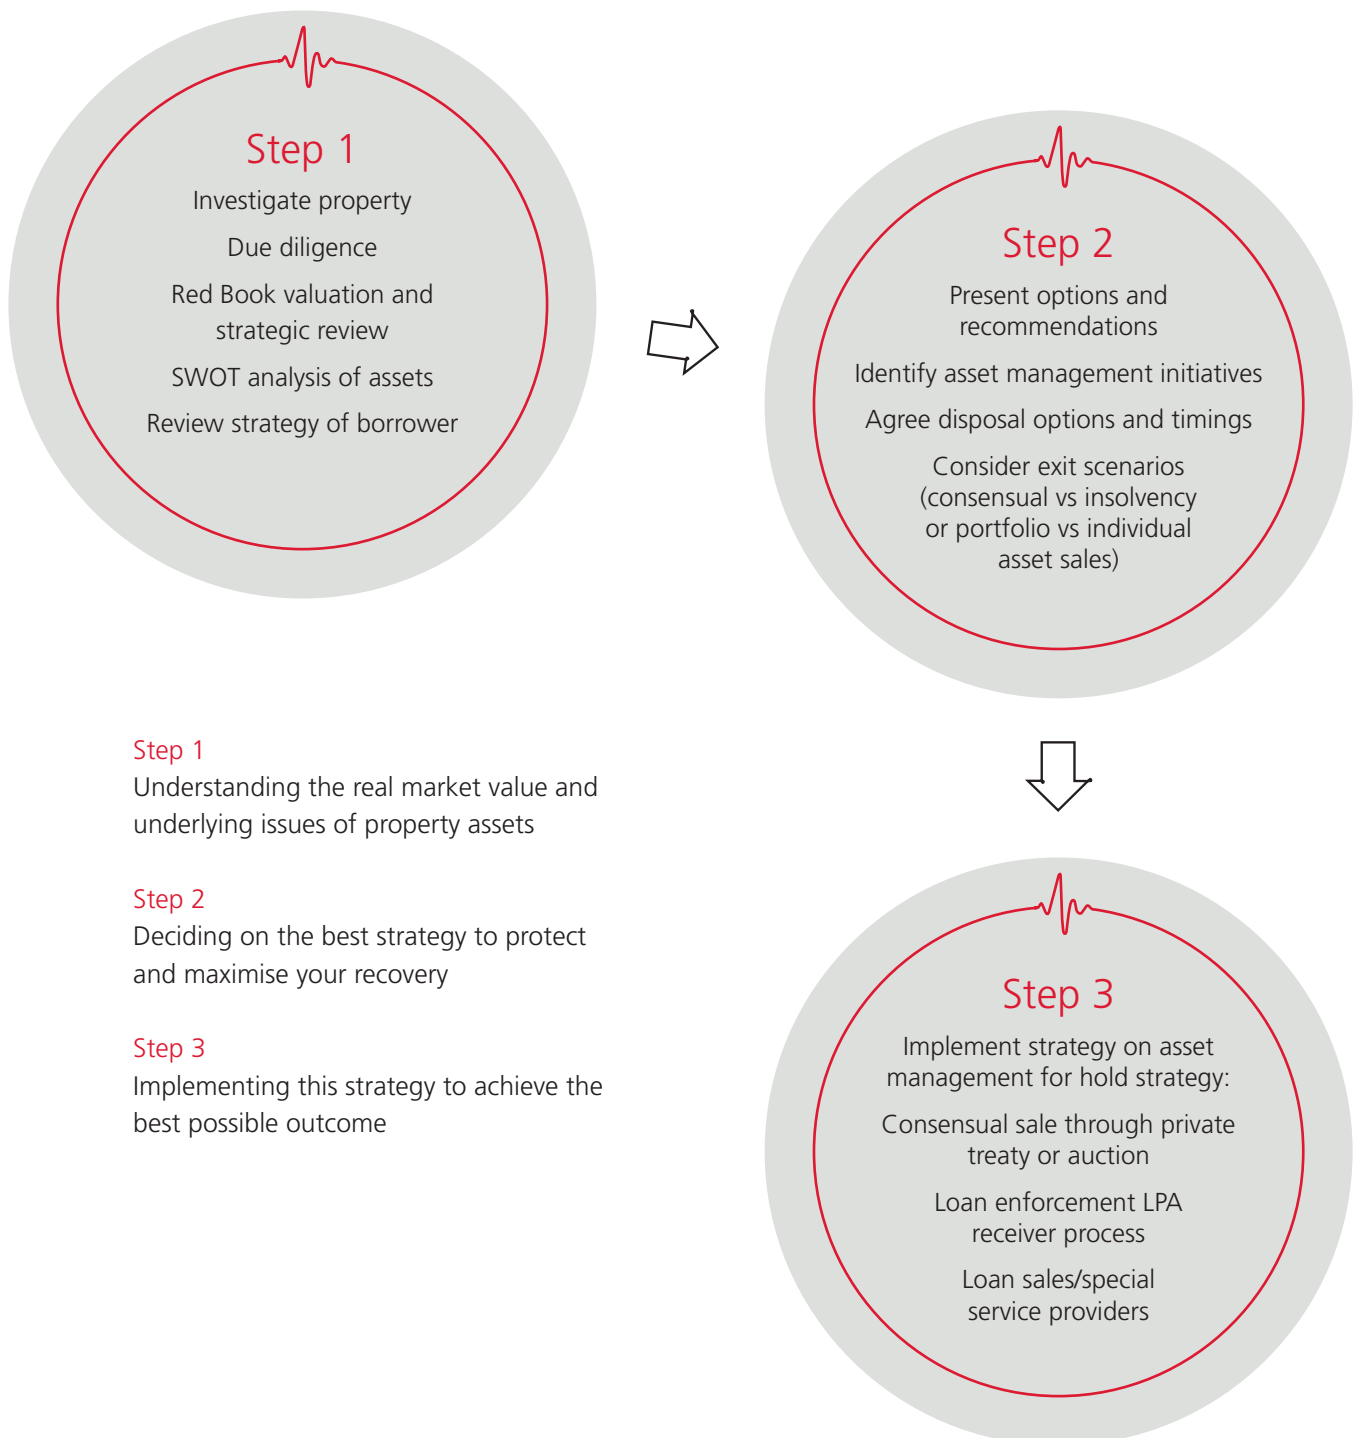 Step 1
Investigate property
Due diligence
Red Book valuation and
strategic review
SWOT analysis of assets
Review strategy of borrower
Step 2
Present options and
recommendations
Identify asset management initiatives
Agree disposal options and timings
Consider exit scenarios
(consensual vs insolvency
or portfolio vs individual
asset sales)
Step 1
Understanding the real market value and
underlying issues of property assets
Step 2
Deciding on the best strategy to protect
and maximise your recovery
Step 3
Implementing this strategy to achieve the
best possible outcome
Step 3
Implement strategy on asset
management for hold strategy:
Consensual sale through private
treaty or auction
Loan enforcement LPA
receiver process
Loan sales/special
service providers